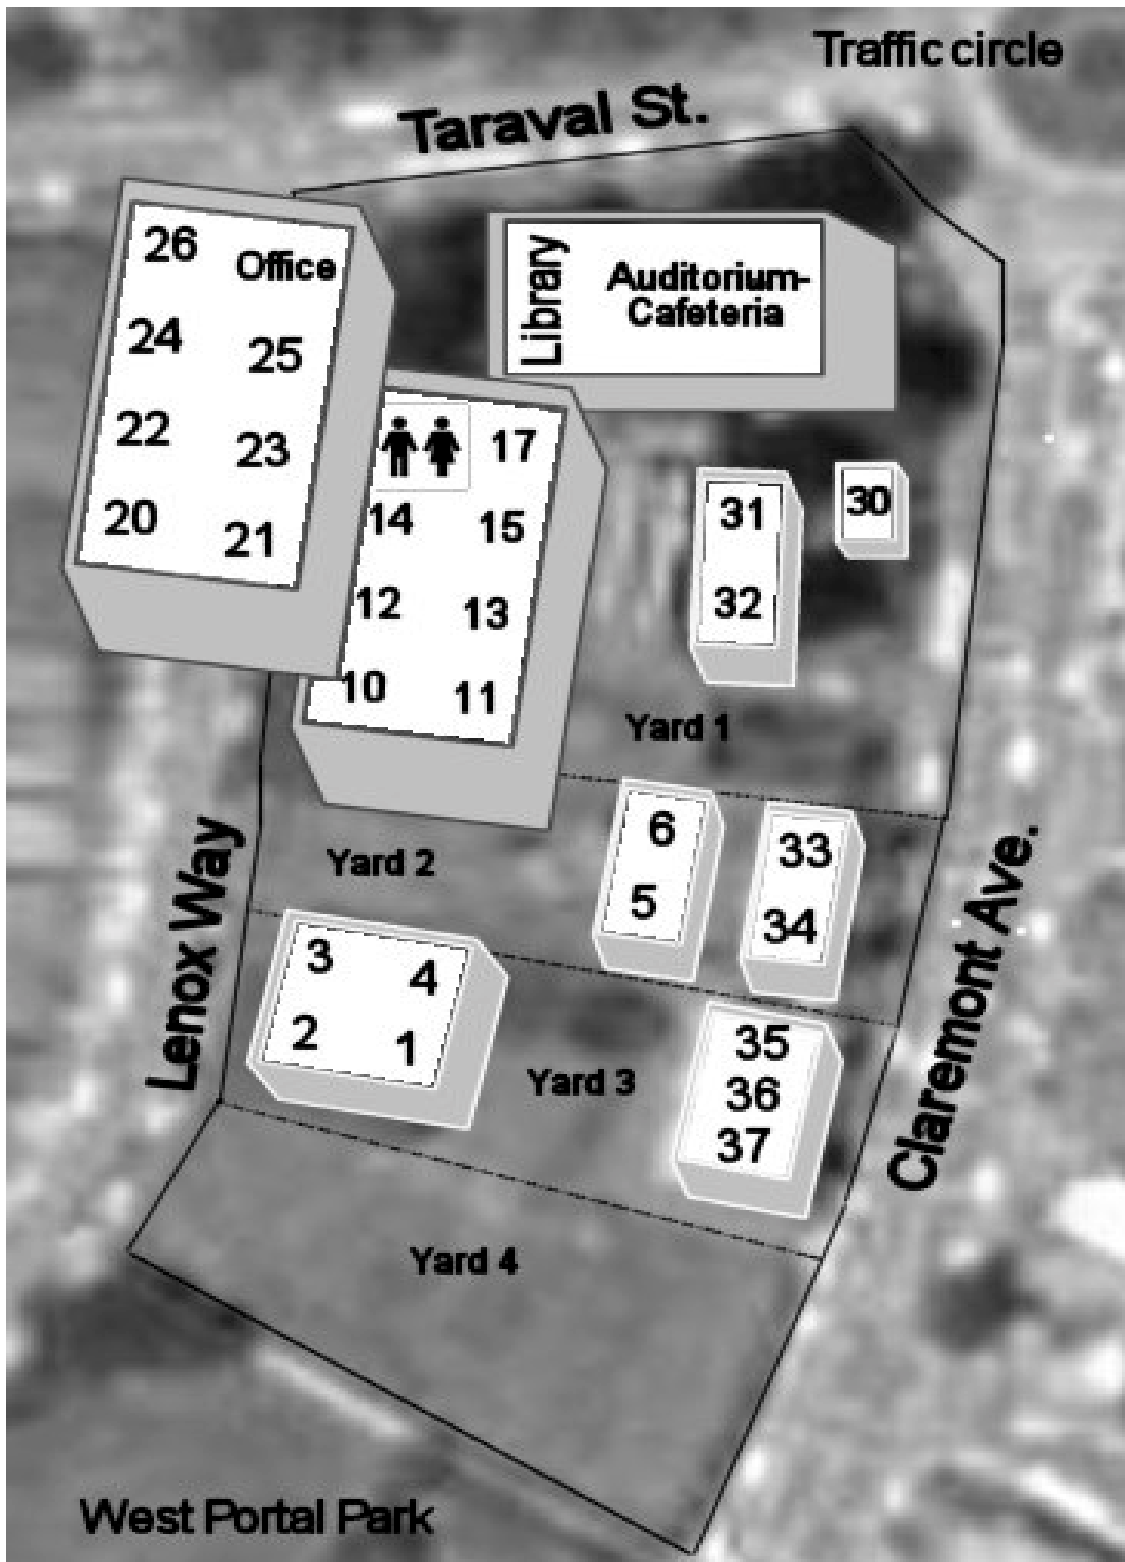 Traffic circle
Taraval St.
26
Office
24
25
22
23
20
21
Library
Auditorium-
Cafeteria
17
14
15
12
13
10
11
31
32
30
Yard 1
6
5
33
34
Yard 2
Lenox Way
Claremont Ave.
3
4
2
1
Yard 3
35
36
37
Yard 4
West Portal Park